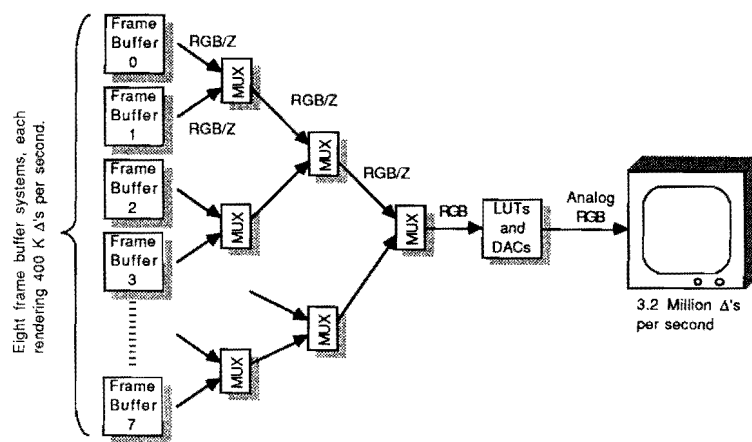 Eight frame buffer systems, each
rendering 400 K Δ's per second.
Frame
Buffer
0
Frame
Buffer
1
Frame
Buffer
2
Frame
Buffer
3
Frame
Buffer
7
RGB/Z
RGB/Z
MUX
MUX
MUX
RGB/Z
MUX
MUX
RGB/Z
MUX
RGB
LUTs
and
DACs
Analog
RGB
3.2 Million Δ's
per second